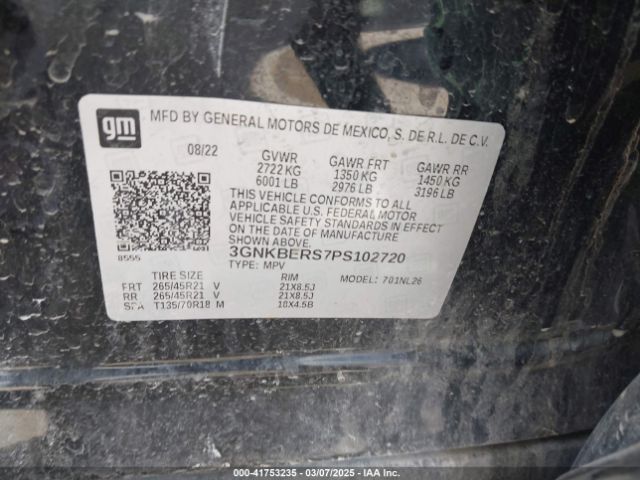 gm
MFD BY GENERAL MOTORS DE MEXICO, S. DE R.L. DE C.V.
08/22 GVWR GAWR FRT GAWR RR
2722 KG 1350 KG 1450 KG
6001 LB 2976 LB 3196 LB
THIS VEHICLE CONFORMS TO ALL
APPLICABLE U.S. FEDERAL MOTOR
VEHICLE SAFETY STANDARDS IN EFFECT
ON THE DATE OF MANUFACTURE
SHOWN ABOVE.
8555 3GNKBERS7PS102720
TYPE: MPV 701NL26
TIRE SIZE RIM
FRT 265/45R21 V 21X8.5J
RR 265/45R21 V 21X8.5J
SPA T135/70R18 M 18X4.5B
© COPYRIGHT - 41753235 - 03/07/2025 - IAA Inc.